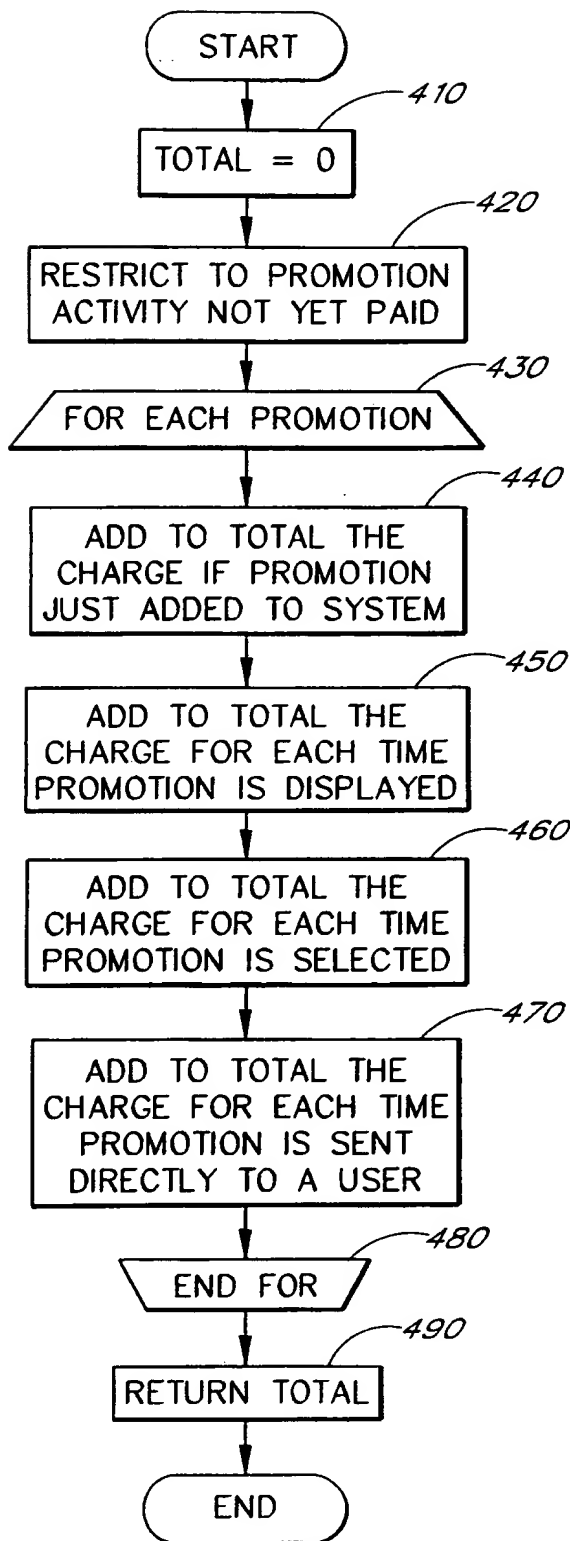 START
410
TOTAL = 0
420
RESTRICT TO PROMOTION
ACTIVITY NOT YET PAID
430
FOR EACH PROMOTION
440
ADD TO TOTAL THE
CHARGE IF PROMOTION
JUST ADDED TO SYSTEM
450
ADD TO TOTAL THE
CHARGE FOR EACH TIME
PROMOTION IS DISPLAYED
460
ADD TO TOTAL THE
CHARGE FOR EACH TIME
PROMOTION IS SELECTED
470
ADD TO TOTAL THE
CHARGE FOR EACH TIME
PROMOTION IS SENT
DIRECTLY TO A USER
480
END FOR
490
RETURN TOTAL
END